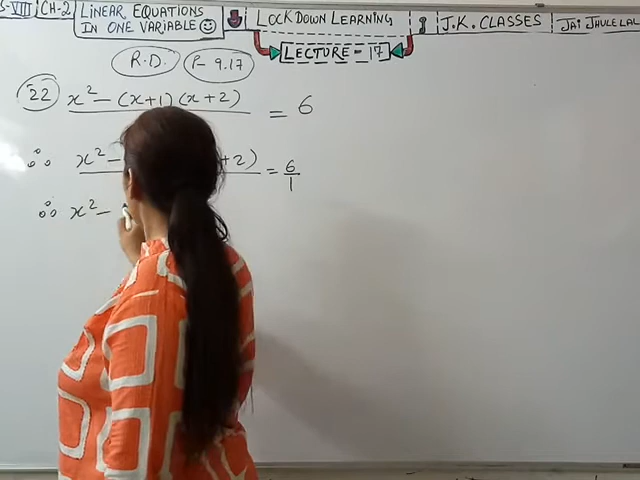 S-VIII CH-2 LINEAR EQUATIONS IN ONE VARIABLE LOCKDOWN LEARNING J.K. CLASSES JAI JHULELAL
LECTURE = 17
R.D. P- 9.17
22 x² - (x+1) (x+2) = 6
∴ x² - +2) = 6/1
∴ x² -